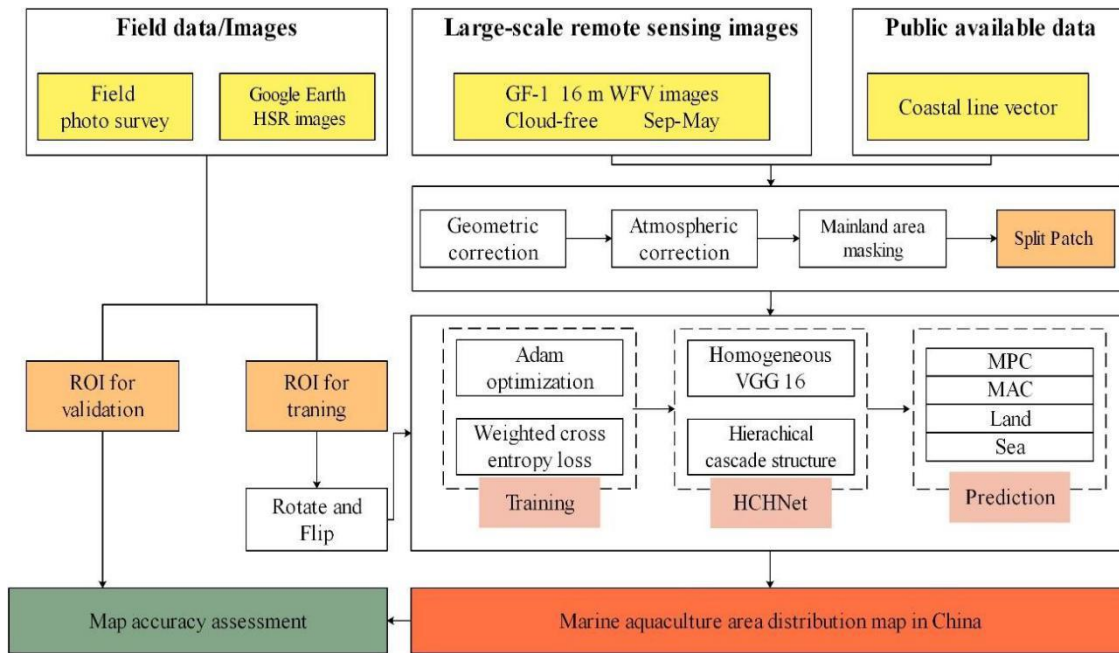 Field data/Images
Large-scale remote sensing images
Public available data
Field
photo survey
Google Earth
HSR images
GF-1 16 m WFV images
Cloud-free Sep-May
Coastal line vector
Geometric
correction
Atmospheric
correction
Mainland area
masking
Split Patch
ROI for
validation
ROI for
traning
Rotate and
Flip
Adam
optimization
Weighted cross
entropy loss
Training
Homogeneous
VGG 16
Hierachical
cascade structure
HCHNet
MPC
MAC
Land
Sea
Prediction
Map accuracy assessment
Marine aquaculture area distribution map in China